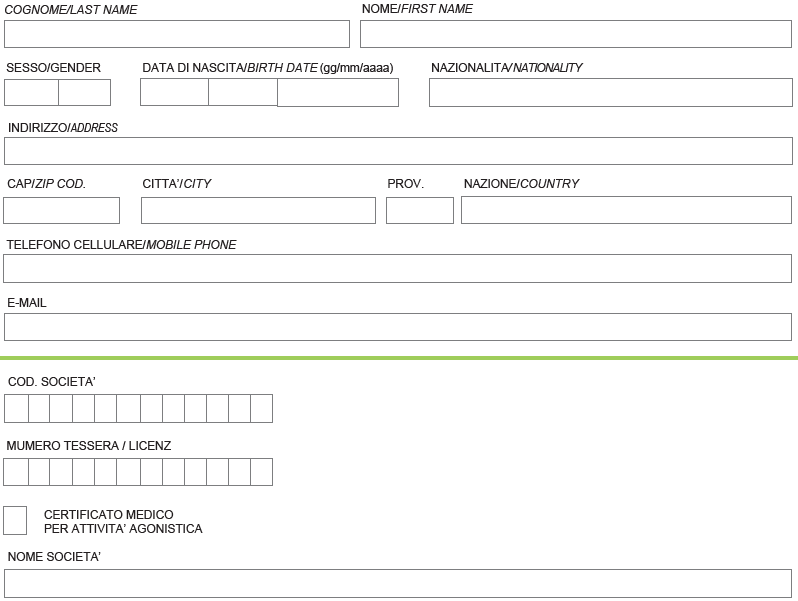 COGNOME/LAST NAME NOME/FIRST NAME
SESSO/GENDER DATA DI NASCITA/BIRTH DATE (gg/mm/aaaa) NAZIONALITA/NATIONALITY
INDIRIZZO/ADDRESS
CAP/ZIP COD. CITTA'/CITY PROV. NAZIONE/COUNTRY
TELEFONO CELLULARE/MOBILE PHONE
E-MAIL
COD. SOCIETA'
MUMERO TESSERA / LICENZ
CERTIFICATO MEDICO
PER ATTIVITA' AGONISTICA
NOME SOCIETA'